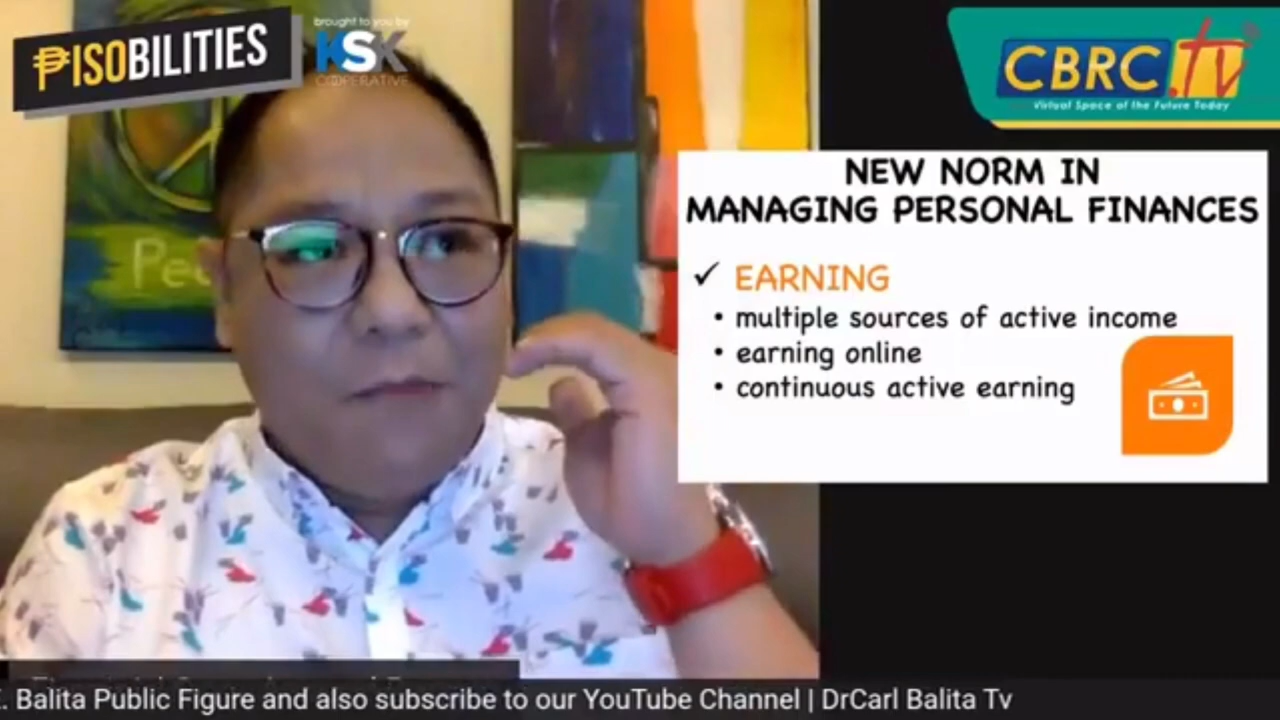 ₱ISOBILITIES
brought to you by
KSK
COOPERATIVE
CBRC.tv
Virtual Space of the Future Today
NEW NORM IN
MANAGING PERSONAL FINANCES
✓ EARNING
• multiple sources of active income
• earning online
• continuous active earning
. Balita Public Figure and also subscribe to our YouTube Channel | DrCarl Balita Tv